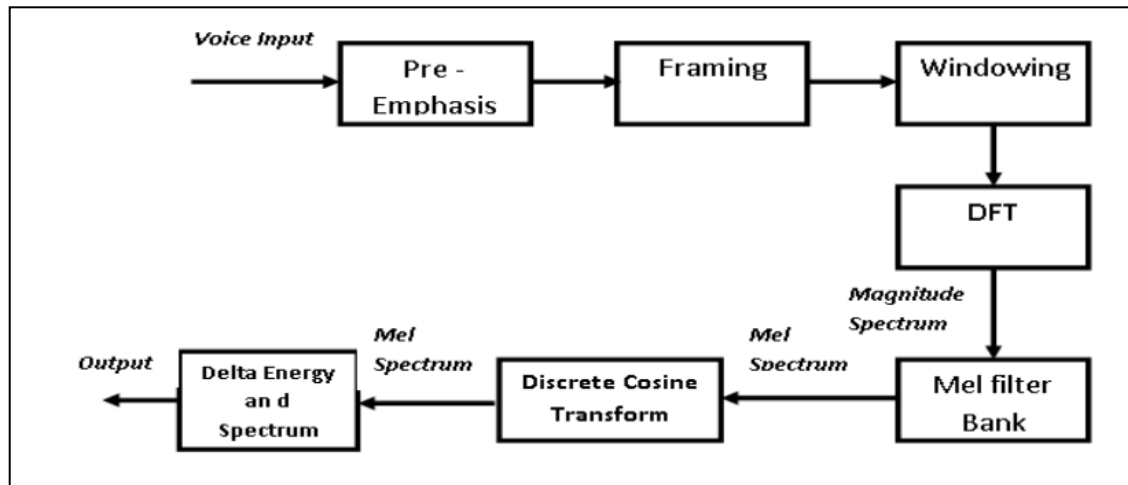 Voice Input
Pre -
Emphasis
Framing
Windowing
DFT
Magnitude
Spectrum
Mel filter
Bank
Mel
Spectrum
Discrete Cosine
Transform
Mel
Spectrum
Delta Energy
an d
Spectrum
Output